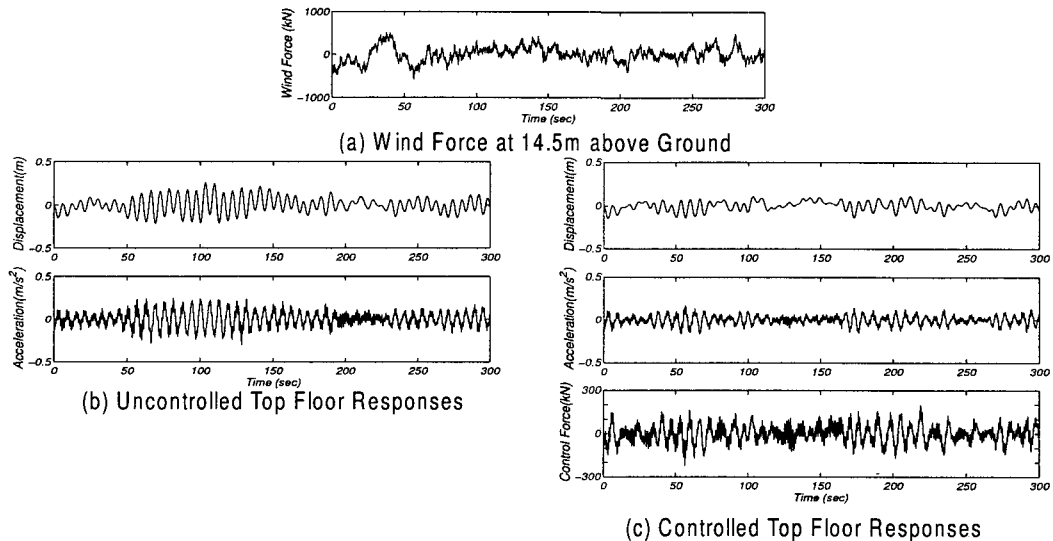 1000
0
-1000
Wind Force (kN)
0 50 100 150 200 250 300
Time (sec)
(a) Wind Force at 14.5m above Ground
0.5
0
-0.5
Displacement(m)
0 50 100 150 200 250 300
0.5
0
-0.5
Acceleration(m/s²)
0 50 100 150 200 250 300
Time (sec)
(b) Uncontrolled Top Floor Responses
0.5
0
-0.5
Displacement(m)
0 50 100 150 200 250 300
0.5
0
-0.5
Acceleration(m/s²)
0 50 100 150 200 250 300
300
0
-300
Control Force(kN)
0 50 100 150 200 250 300
Time (sec)
(c) Controlled Top Floor Responses